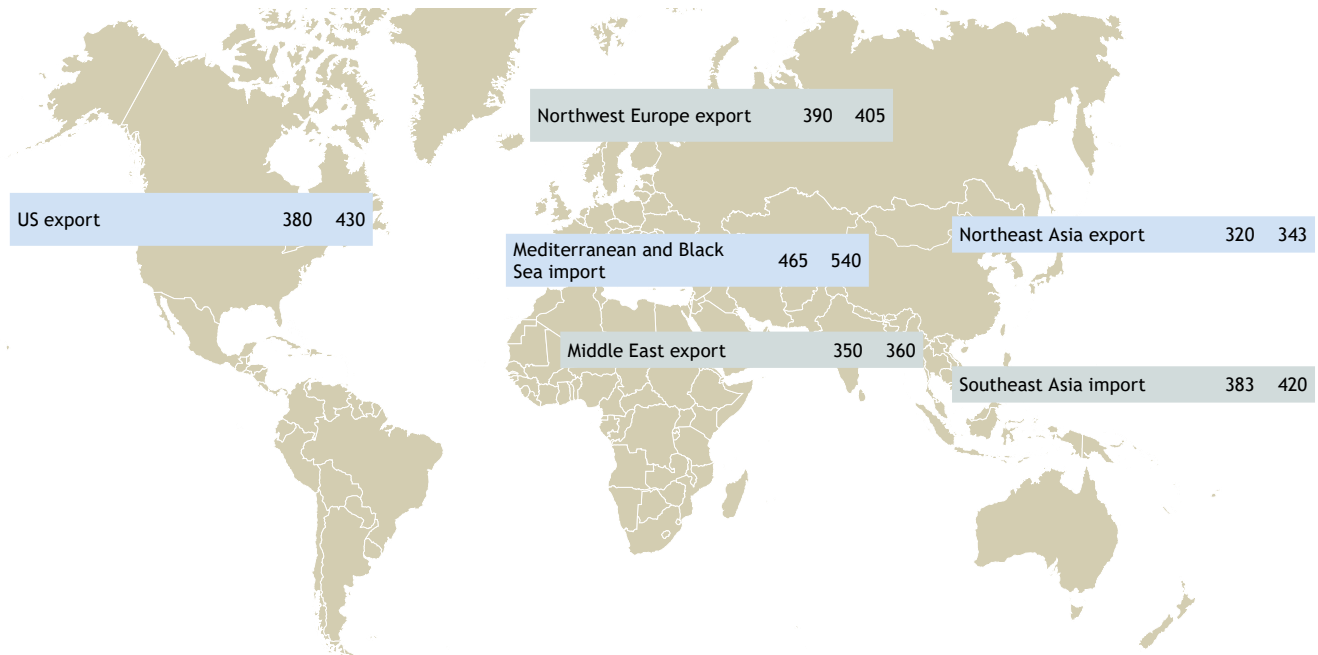 Northwest Europe export 390 405
US export 380 430
Northeast Asia export 320 343
Mediterranean and Black
Sea import 465 540
Middle East export 350 360
Southeast Asia import 383 420